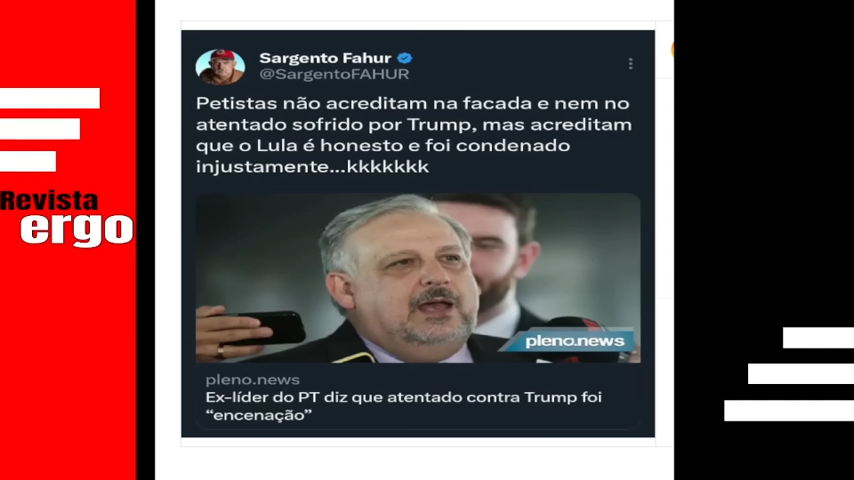 Revista
ergo
Sargento Fahur
@SargentoFAHUR
Petistas não acreditam na facada e nem no
atentado sofrido por Trump, mas acreditam
que o Lula é honesto e foi condenado
injustamente...kkkkkkk
pleno.news
pleno.news
Ex-líder do PT diz que atentado contra Trump foi
“encenação”